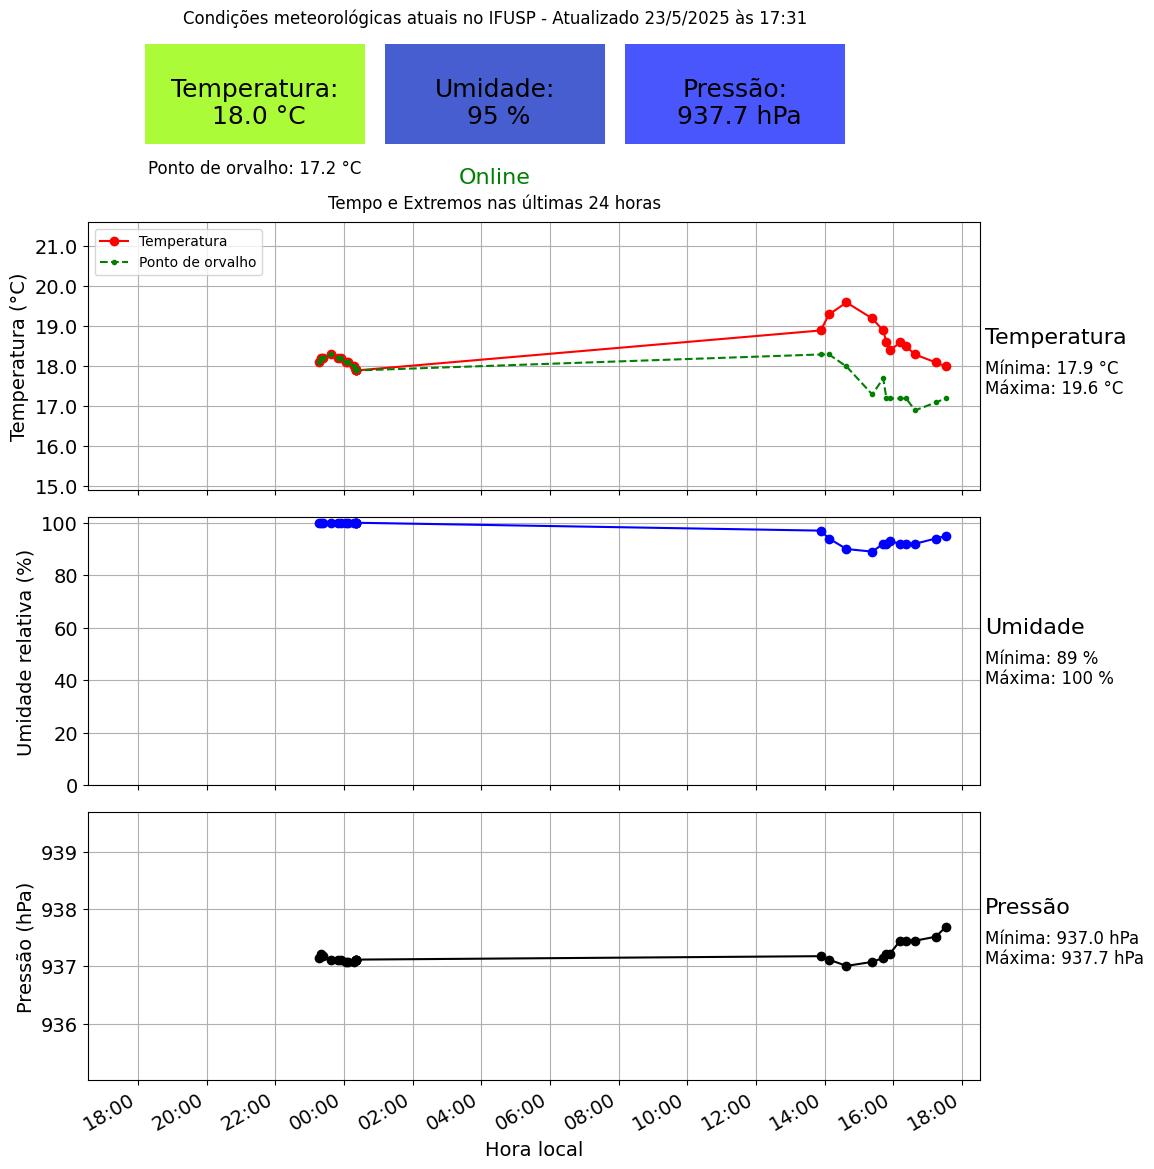 Condições meteorológicas atuais no IFUSP - Atualizado 23/5/2025 às 17:31
Temperatura:
18.0 °C
Umidade:
95 %
Pressão:
937.7 hPa
Ponto de orvalho: 17.2 °C
Online
Tempo e Extremos nas últimas 24 horas
Temperatura (°C)
21.0
20.0
19.0
18.0
17.0
16.0
15.0
Temperatura
Ponto de orvalho
Temperatura
Mínima: 17.9 °C
Máxima: 19.6 °C
Umidade relativa (%)
100
80
60
40
20
0
Umidade
Mínima: 89 %
Máxima: 100 %
Pressão (hPa)
939
938
937
936
Pressão
Mínima: 937.0 hPa
Máxima: 937.7 hPa
18:00 20:00 22:00 00:00 02:00 04:00 06:00 08:00 10:00 12:00 14:00 16:00 18:00
Hora local